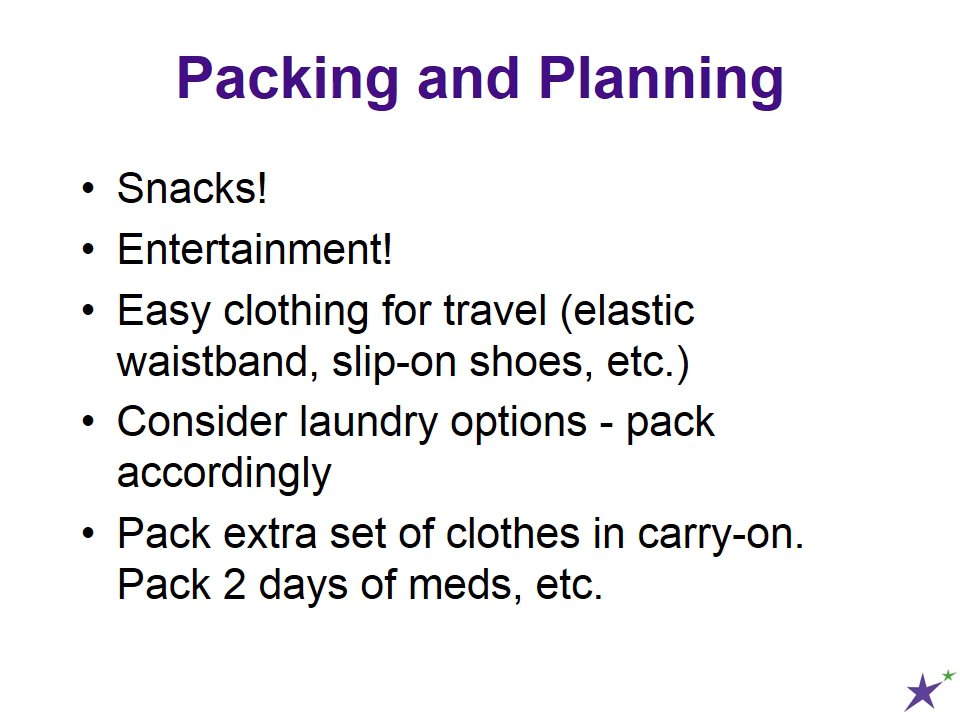 Packing and Planning
• Snacks!
• Entertainment!
• Easy clothing for travel (elastic
waistband, slip-on shoes, etc.)
• Consider laundry options - pack
accordingly
• Pack extra set of clothes in carry-on.
Pack 2 days of meds, etc.